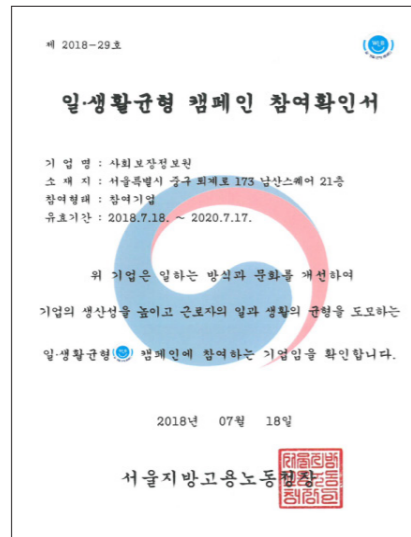 제 2018-29호
일·생활균형 캠페인 참여확인서
기 업 명 : 사회보장정보원
소 재 지 : 서울특별시 중구 퇴계로 173 남산스퀘어 21층
참여형태 : 참여기업
유효기간 : 2018.7.18. ~ 2020.7.17.
위 기업은 일하는 방식과 문화를 개선하여
기업의 생산성을 높이고 근로자의 일과 생활의 균형을 도모하는
일·생활균형 캠페인에 참여하는 기업임을 확인합니다.
2018년 07월 18일
서울지방고용노동청장